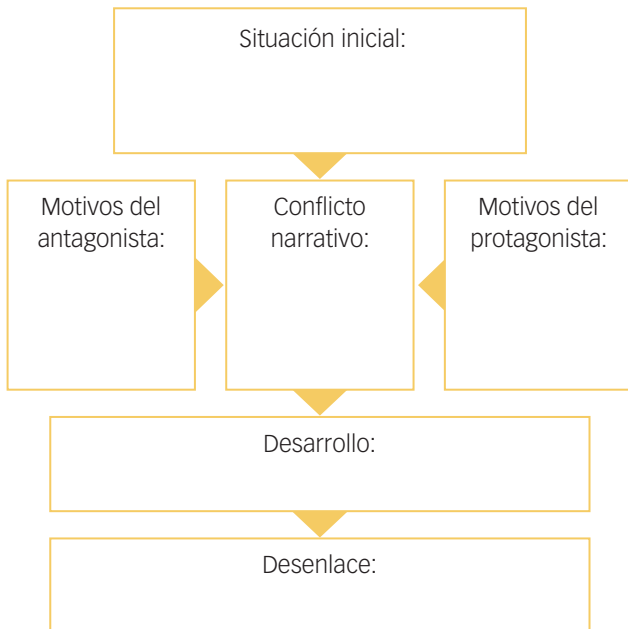 Situación inicial:
Motivos del
antagonista:
Conflicto
narrativo:
Motivos del
protagonista:
Desarrollo:
Desenlace: